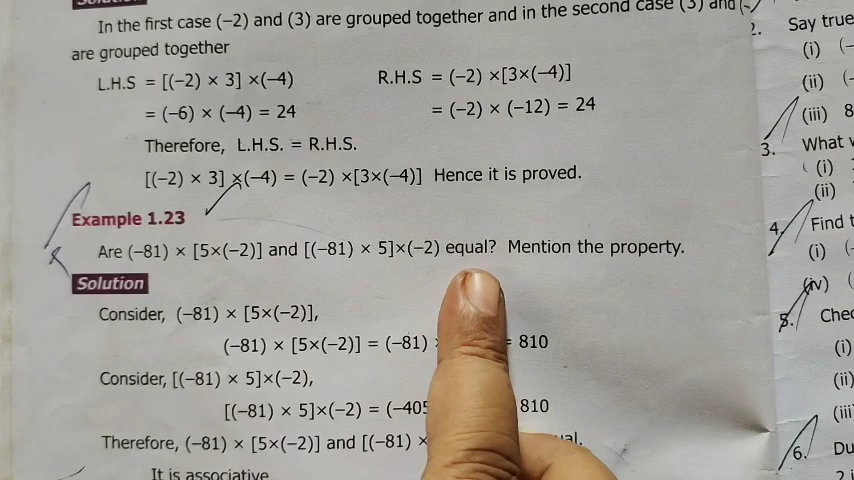 Solution
In the first case (−2) and (3) are grouped together and in the second case (3) and (−
are grouped together
L.H.S = [(−2) × 3] ×(−4) R.H.S = (−2) ×[3×(−4)]
= (−6) × (−4) = 24 = (−2) × (−12) = 24
Therefore, L.H.S. = R.H.S.
[(−2) × 3] ×(−4) = (−2) ×[3×(−4)] Hence it is proved.
Example 1.23
Are (−81) × [5×(−2)] and [(−81) × 5]×(−2) equal? Mention the property.
Solution
Consider, (−81) × [5×(−2)],
(−81) × [5×(−2)] = (−81) = 810
Consider, [(−81) × 5]×(−2),
[(−81) × 5]×(−2) = (−405 810
Therefore, (−81) × [5×(−2)] and [(−81) ×
It is associative.
2. Say true
(i) (−
(ii) (−
(iii) 8
3. What
(i)
(ii)
4. Find t
(i) (−
(iv) (
5. Chec
(i)
(ii)
(iii)
6. Du